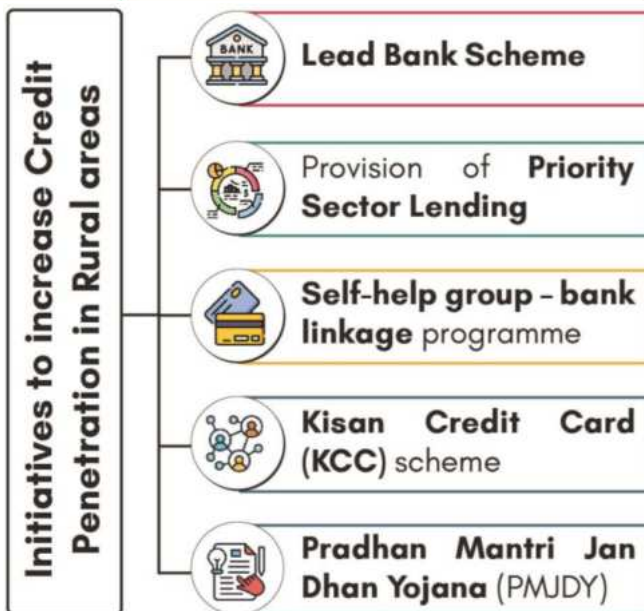 Initiatives to increase Credit
Penetration in Rural areas
BANK
Lead Bank Scheme
Provision of Priority
Sector Lending
Self-help group – bank
linkage programme
Kisan Credit Card
(KCC) scheme
Pradhan Mantri Jan
Dhan Yojana (PMJDY)